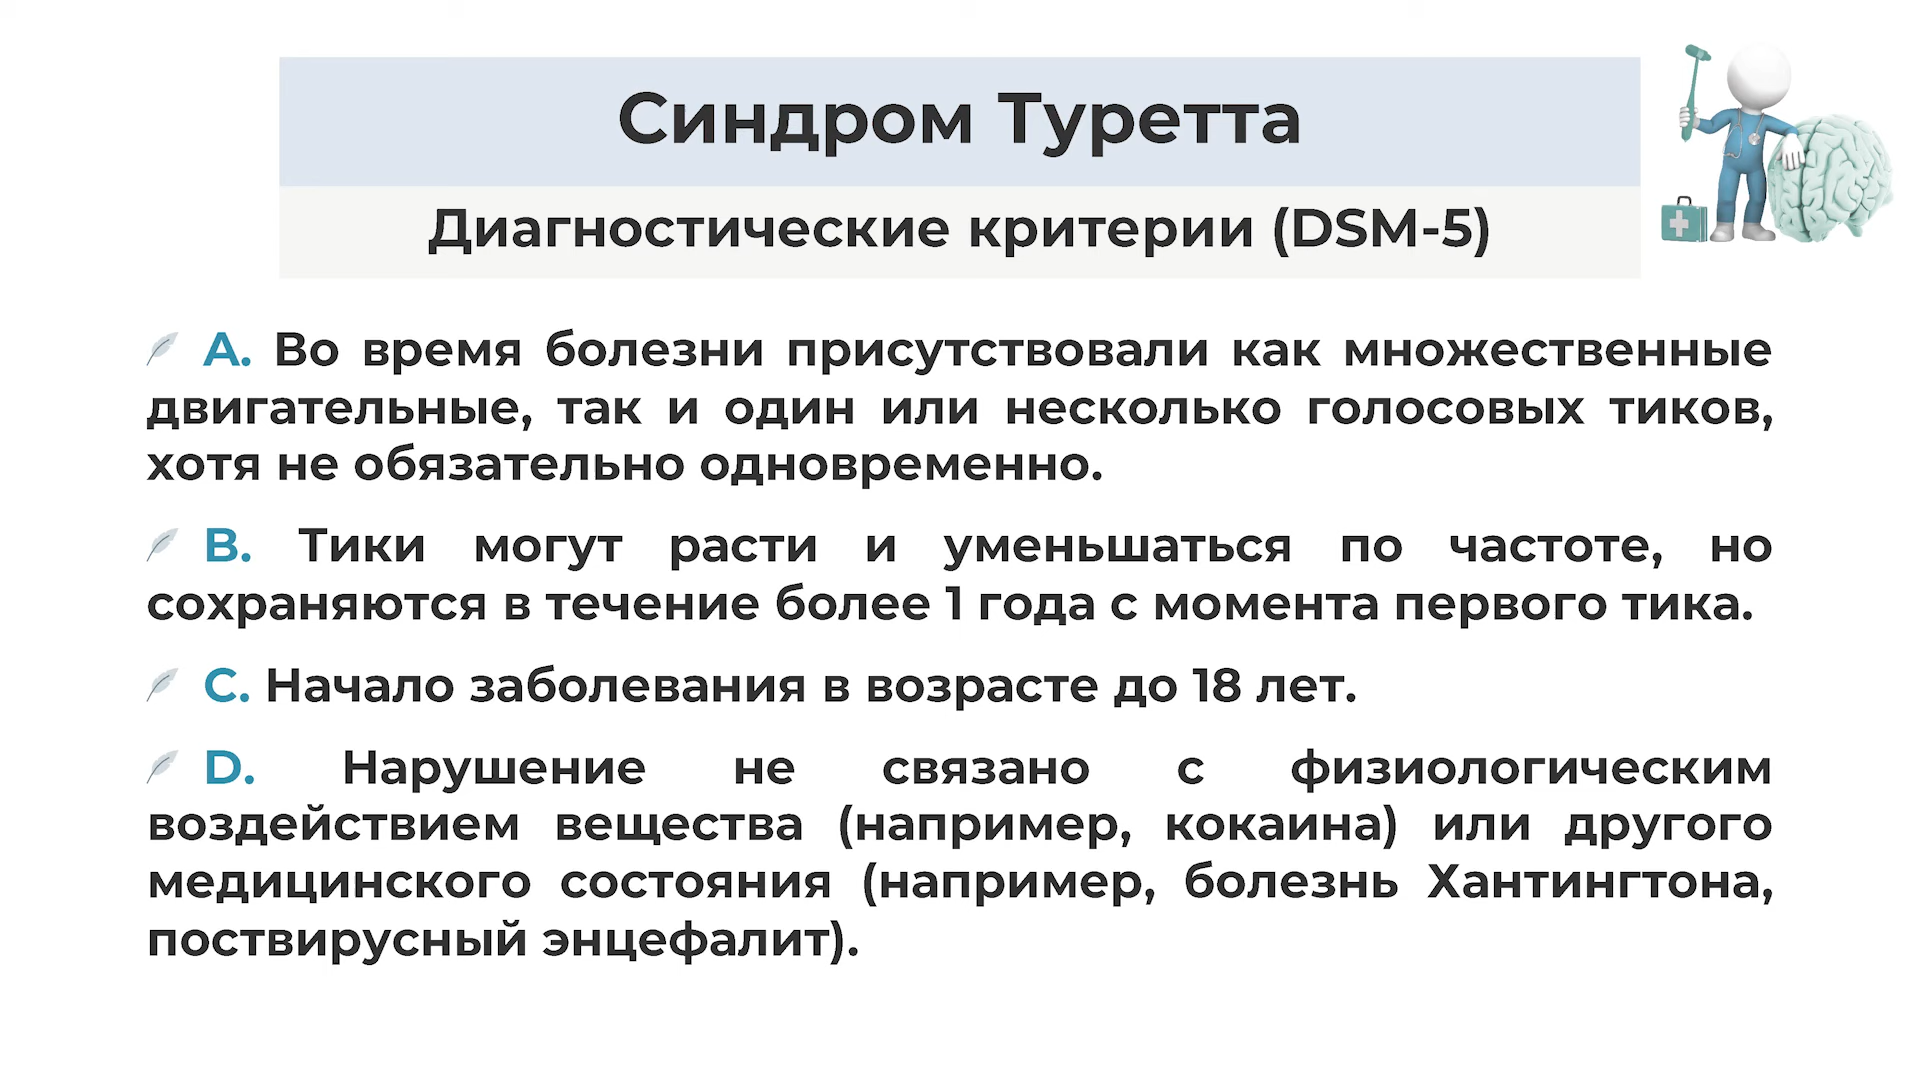 Синдром Туретта
Диагностические критерии (DSM-5)
A. Во время болезни присутствовали как множественные
двигательные, так и один или несколько голосовых тиков,
хотя не обязательно одновременно.
B. Тики могут расти и уменьшаться по частоте, но
сохраняются в течение более 1 года с момента первого тика.
C. Начало заболевания в возрасте до 18 лет.
D. Нарушение не связано с физиологическим
воздействием вещества (например, кокаина) или другого
медицинского состояния (например, болезнь Хантингтона,
поствирусный энцефалит).